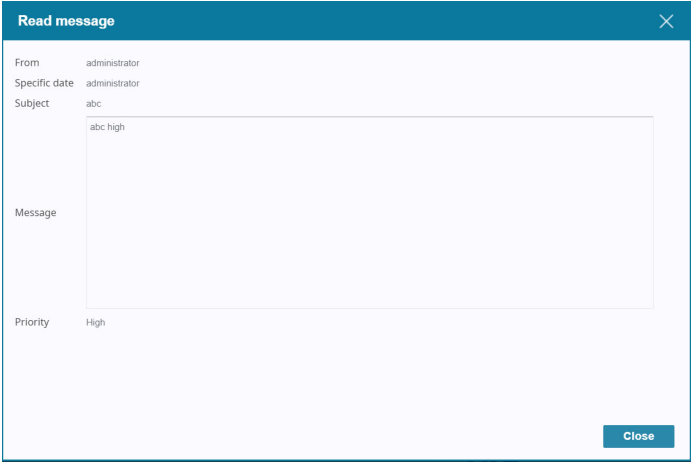 Read message
From administrator
Specific date administrator
Subject abc
abc high
Message
Priority High
Close